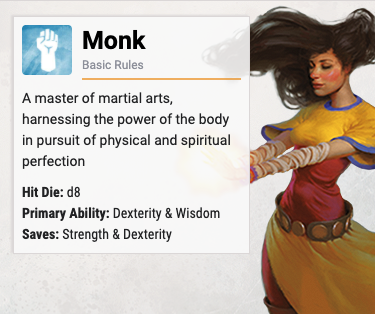 Monk
Basic Rules
A master of martial arts,
harnessing the power of the body
in pursuit of physical and spiritual
perfection
Hit Die: d8
Primary Ability: Dexterity & Wisdom
Saves: Strength & Dexterity